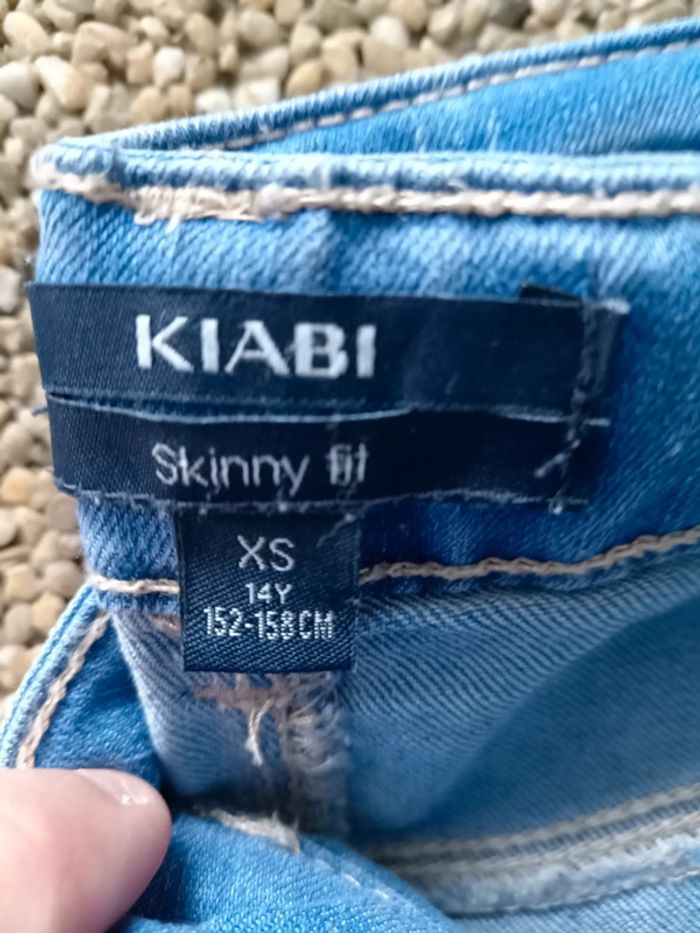 KIABI
Skinny fit
XS
14Y
152-158CM